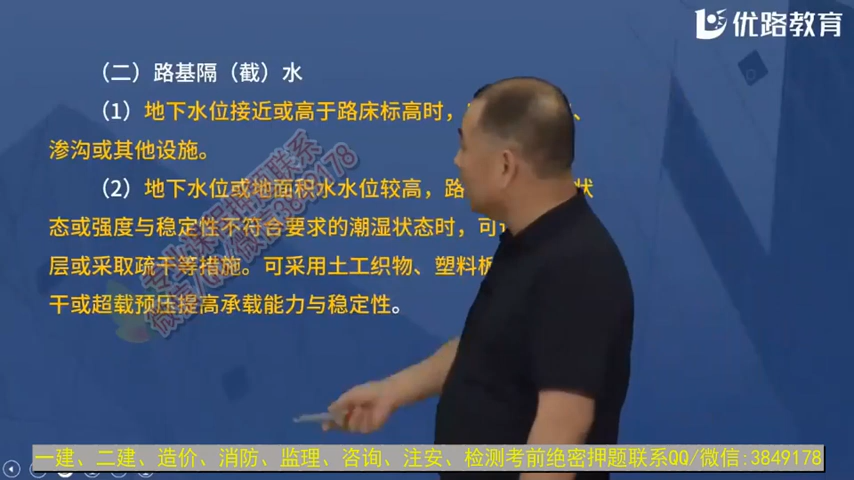 优路教育
（二）路基隔（截）水
（1）地下水位接近或高于路床标高时，
渗沟或其他设施。
（2）地下水位或地面积水水位较高，路 状
态或强度与稳定性不符合要求的潮湿状态时，可
层或采取疏干等措施。可采用土工织物、塑料板
干或超载预压提高承载能力与稳定性。
一建、二建、造价、消防、监理、咨询、注安、检测考前绝密押题联系QQ/微信:3849178